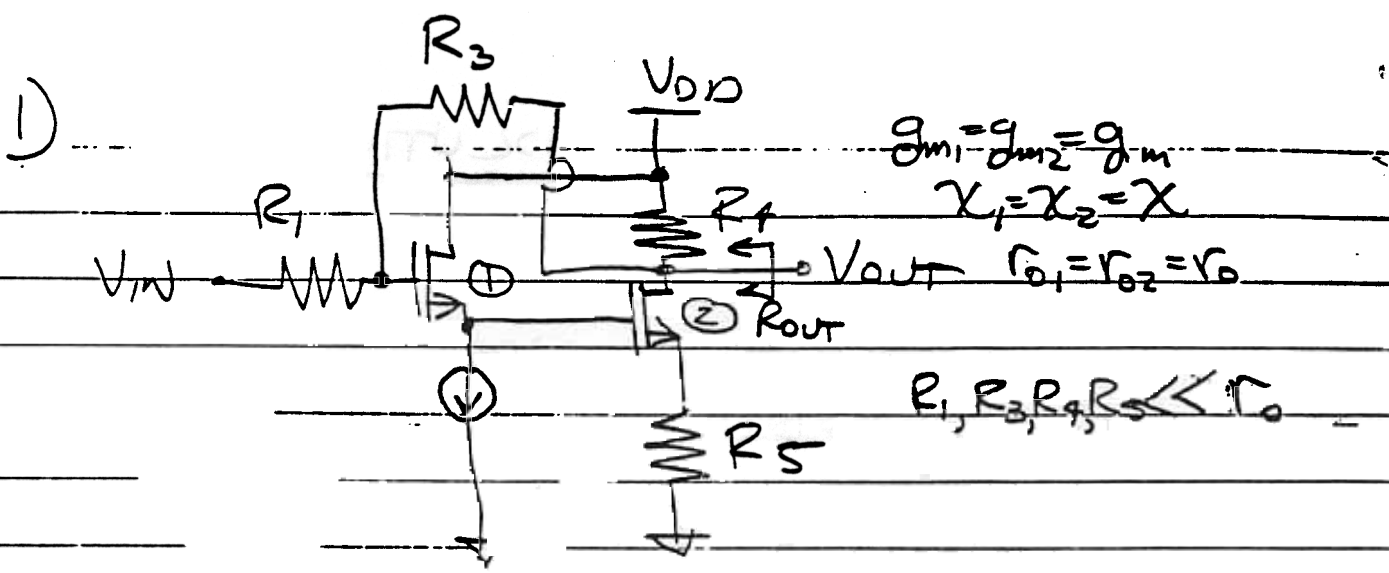 1)
R3
VDD
gm1=gm2=gm
R1
R4
χ1=χ2=χ
VIN
1
VOUT
ro1=ro2=ro
2
ROUT
R1, R3, R4, R5 << ro
R5